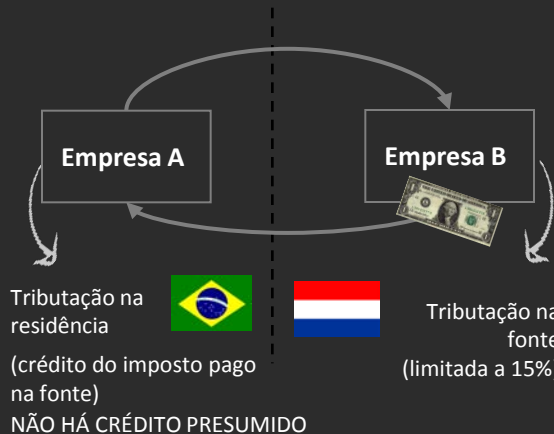 Empresa A
Empresa B
Tributação na
residência
(crédito do imposto pago
na fonte)
NÃO HÁ CRÉDITO PRESUMIDO
Tributação na
fonte
(limitada a 15%)